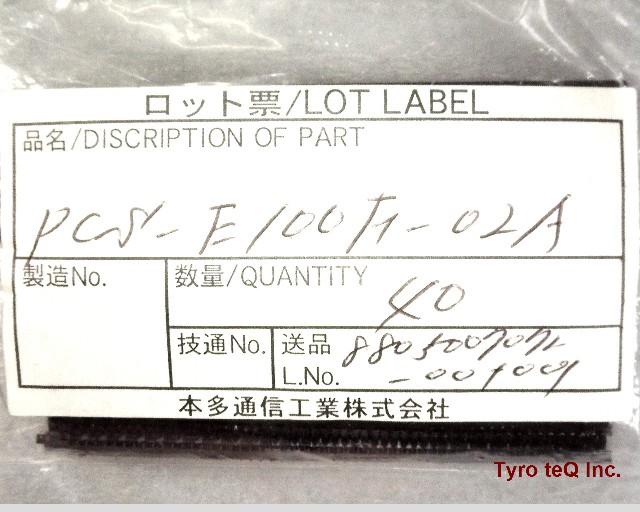 ロット票/LOT LABEL
品名/DISCRIPTION OF PART
PCS-E100F1-02A
製造No.
数量/QUANTITY
40
技通No.
送品
L.No.
本多通信工業株式会社
Tyro teQ Inc.